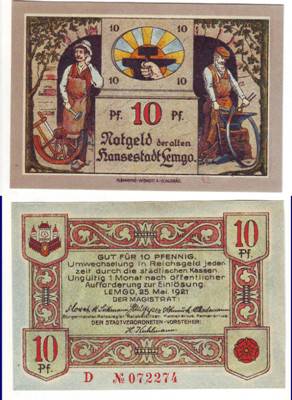 10 10
10 10
Pf. 10 Pf.
Notgeld der alten
Hansestadt Lemgo.
GUT FÜR 10 PFENNIG.
Umwechselung in Reichsgeld jeder
zeit durch die städtischen Kassen.
Ungültig 1 Monat nach öffentlicher
Aufforderung zur Einlösung.
LEMGO, 25. MAI. 1921
DER MAGISTRAT:
DER STADTVERORDNETEN-VORSTEHER:
10
Pf.
10
Pf.
D № 072274